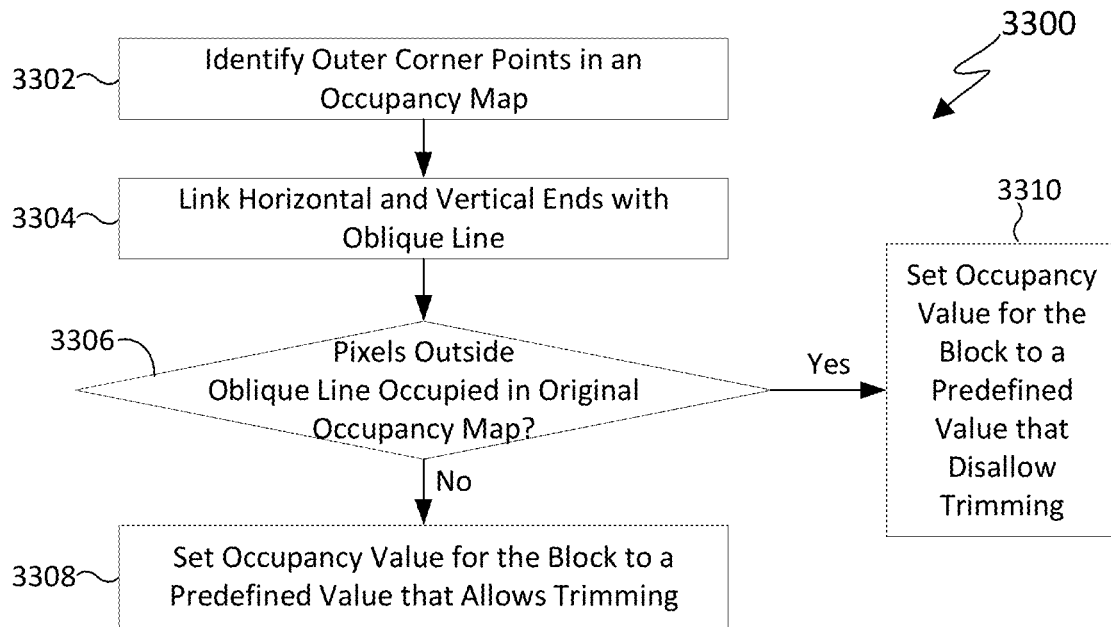 3300
3302
Identify Outer Corner Points in an
Occupancy Map
3304
Link Horizontal and Vertical Ends with
Oblique Line
3306
Pixels Outside
Oblique Line Occupied in Original
Occupancy Map?
Yes
No
3310
Set Occupancy
Value for the
Block to a
Predefined
Value that
Disallow
Trimming
3308
Set Occupancy Value for the Block to a
Predefined Value that Allows Trimming